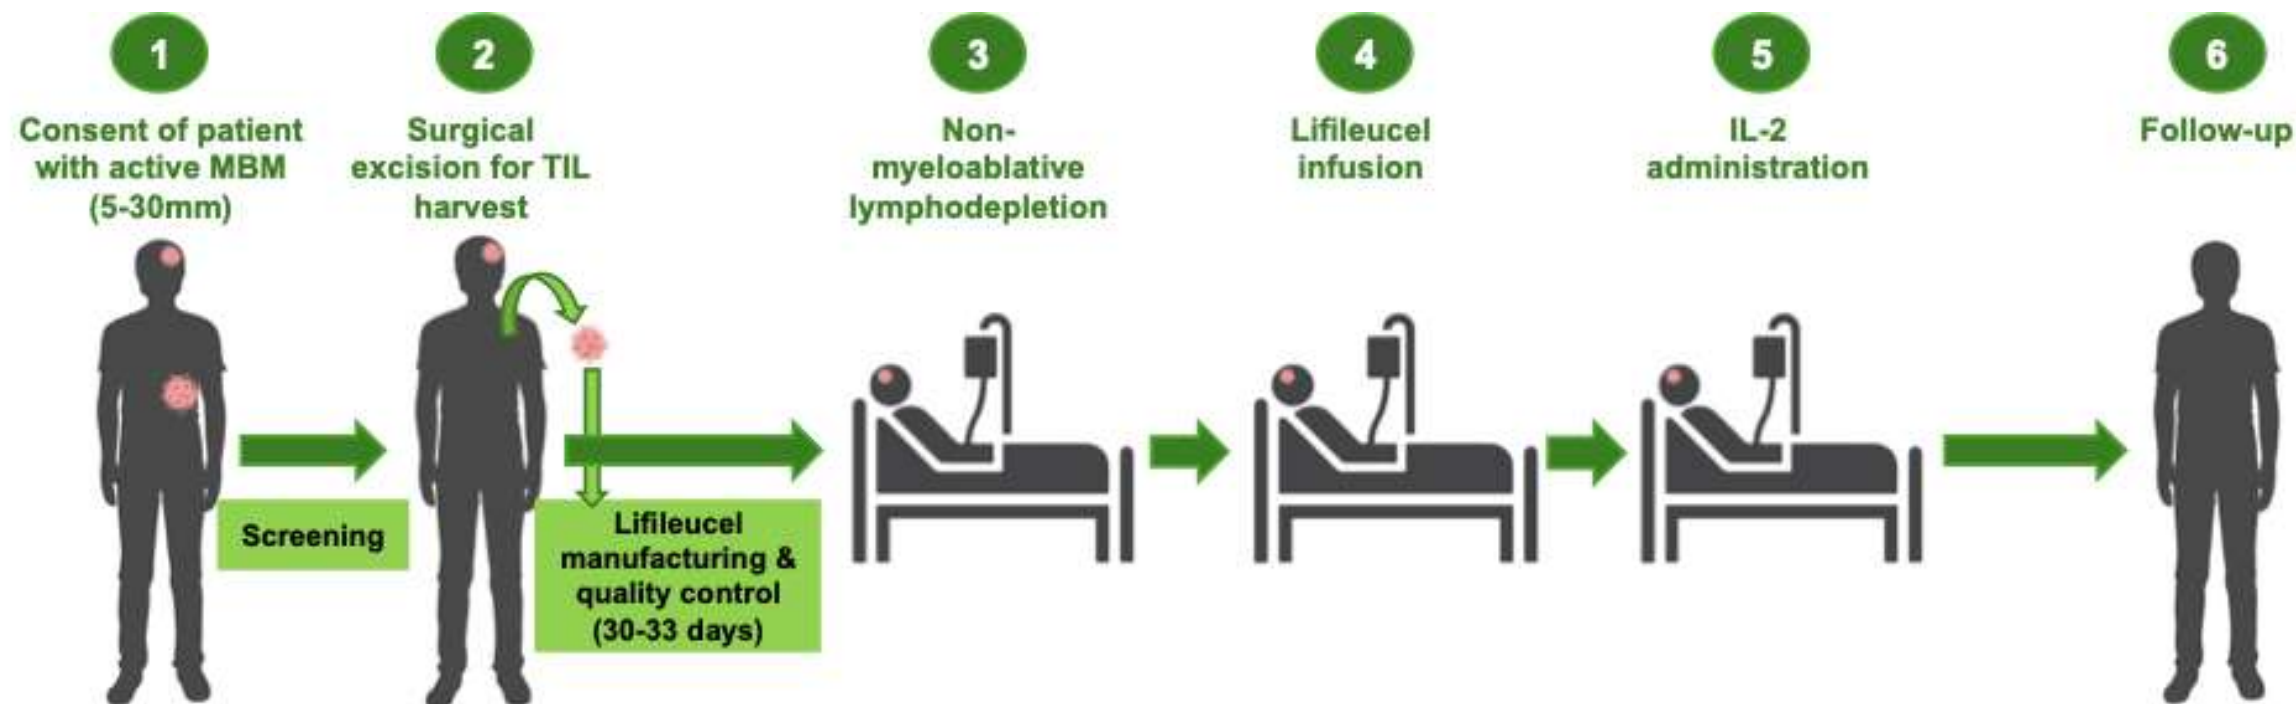 1
Consent of patient
with active MBM
(5-30mm)
2
Surgical
excision for TIL
harvest
3
Non-
myeloablative
lymphodepletion
4
Lifileucel
infusion
5
IL-2
administration
6
Follow-up
Screening
Lifileucel
manufacturing &
quality control
(30-33 days)